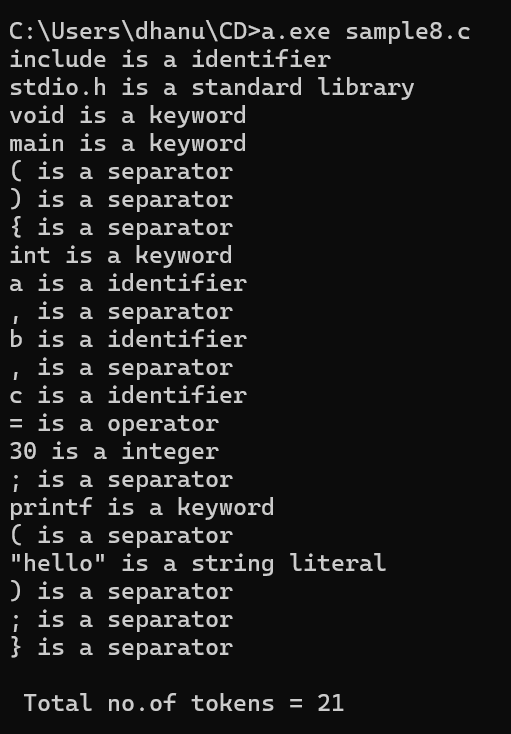 C:\Users\dhanu\CD>a.exe sample8.c
include is a identifier
stdio.h is a standard library
void is a keyword
main is a keyword
( is a separator
) is a separator
{ is a separator
int is a keyword
a is a identifier
, is a separator
b is a identifier
, is a separator
c is a identifier
= is a operator
30 is a integer
; is a separator
printf is a keyword
( is a separator
"hello" is a string literal
) is a separator
; is a separator
} is a separator
Total no.of tokens = 21